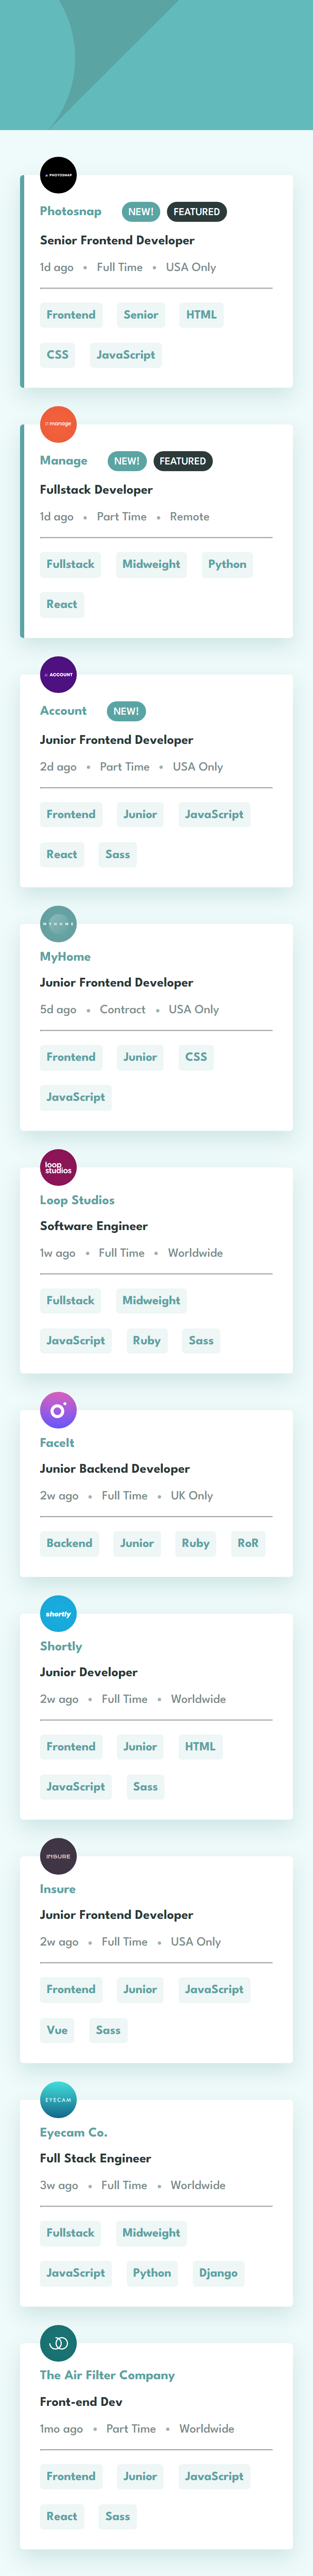 PHOTOSNAP
Photosnap NEW! FEATURED
Senior Frontend Developer
1d ago • Full Time • USA Only
Frontend Senior HTML
CSS JavaScript
manage
Manage NEW! FEATURED
Fullstack Developer
1d ago • Part Time • Remote
Fullstack Midweight Python
React
ACCOUNT
Account NEW!
Junior Frontend Developer
2d ago • Part Time • USA Only
Frontend Junior JavaScript
React Sass
MYHOME
MyHome
Junior Frontend Developer
5d ago • Contract • USA Only
Frontend Junior CSS
JavaScript
loop
studios
Loop Studios
Software Engineer
1w ago • Full Time • Worldwide
Fullstack Midweight
JavaScript Ruby Sass
FaceIt
Junior Backend Developer
2w ago • Full Time • UK Only
Backend Junior Ruby RoR
shortly
Shortly
Junior Developer
2w ago • Full Time • Worldwide
Frontend Junior HTML
JavaScript Sass
INSURE
Insure
Junior Frontend Developer
2w ago • Full Time • USA Only
Frontend Junior JavaScript
Vue Sass
EYECAM
Eyecam Co.
Full Stack Engineer
3w ago • Full Time • Worldwide
Fullstack Midweight
JavaScript Python Django
The Air Filter Company
Front-end Dev
1mo ago • Part Time • Worldwide
Frontend Junior JavaScript
React Sass